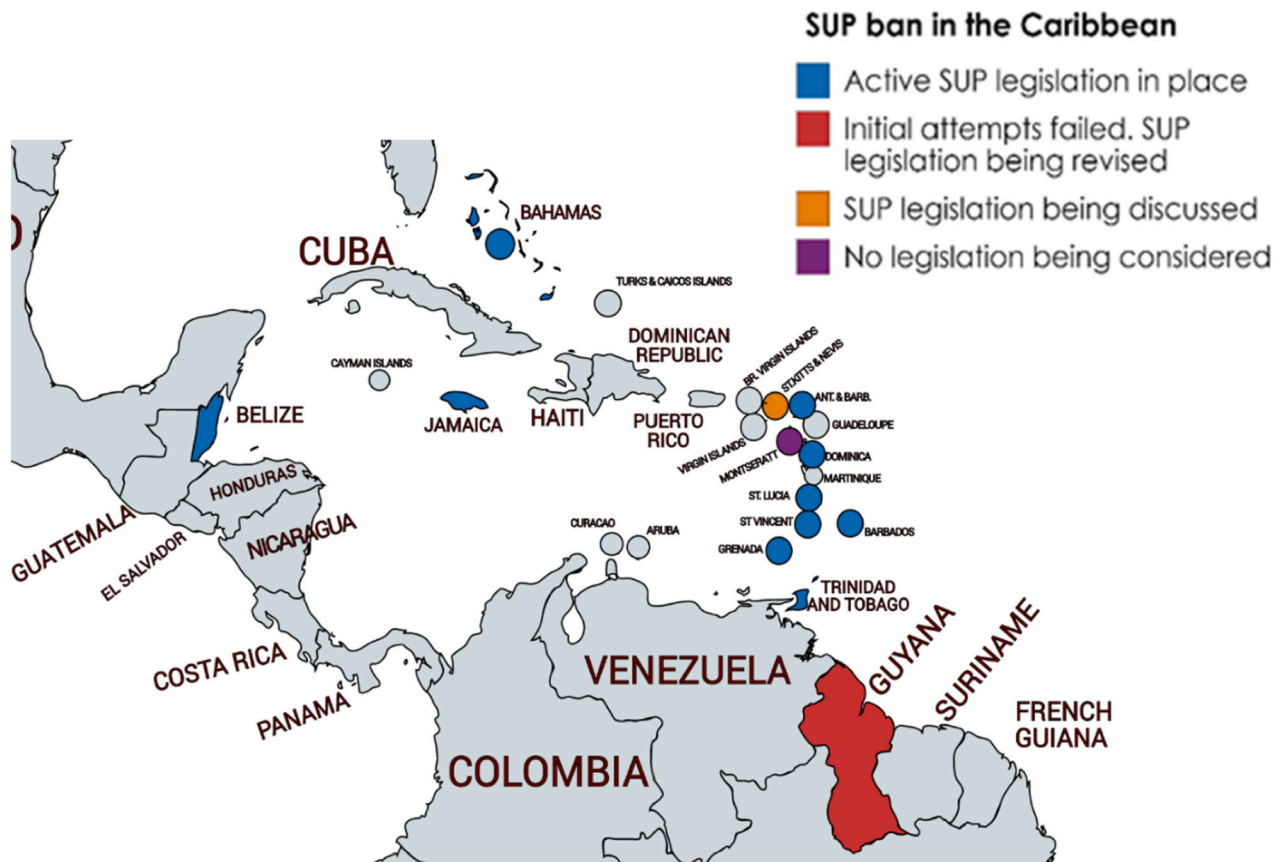 SUP ban in the Caribbean
Active SUP legislation in place
Initial attempts failed. SUP
legislation being revised
SUP legislation being discussed
No legislation being considered
O
BAHAMAS
CUBA
TURKS & CAICOS ISLANDS
DOMINICAN
REPUBLIC
CAYMAN ISLANDS
BR. VIRGIN ISLANDS
ST.KITTS & NEVIS
ANT. & BARB.
BELIZE
JAMAICA
HAITI
PUERTO
RICO
GUADELOUPE
VIRGIN ISLANDS
MONTSERATT
DOMINICA
MARTINIQUE
HONDURAS
ST. LUCIA
GUATEMALA
EL SALVADOR
NICARAGUA
CURACAO
ARUBA
ST VINCENT
BARBADOS
GRENADA
TRINIDAD
AND TOBAGO
COSTA RICA
PANAMA
VENEZUELA
GUYANA
SURINAME
FRENCH
GUIANA
COLOMBIA